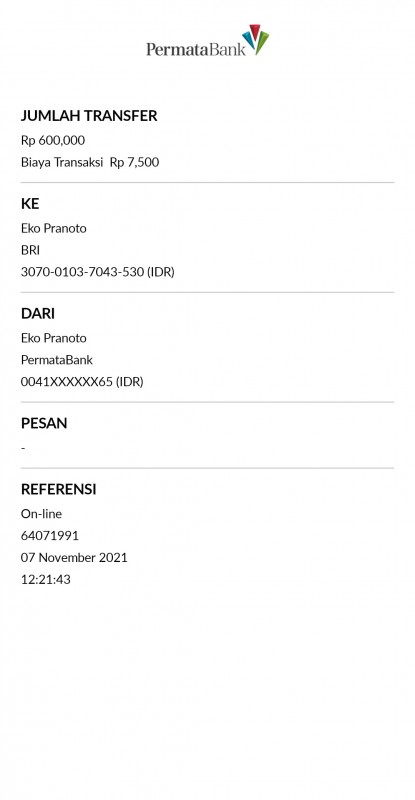 PermataBank
JUMLAH TRANSFER
Rp 600,000
Biaya Transaksi Rp 7,500
KE
Eko Pranoto
BRI
3070-0103-7043-530 (IDR)
DARI
Eko Pranoto
PermataBank
0041XXXXXX65 (IDR)
PESAN
-
REFERENSI
On-line
64071991
07 November 2021
12:21:43